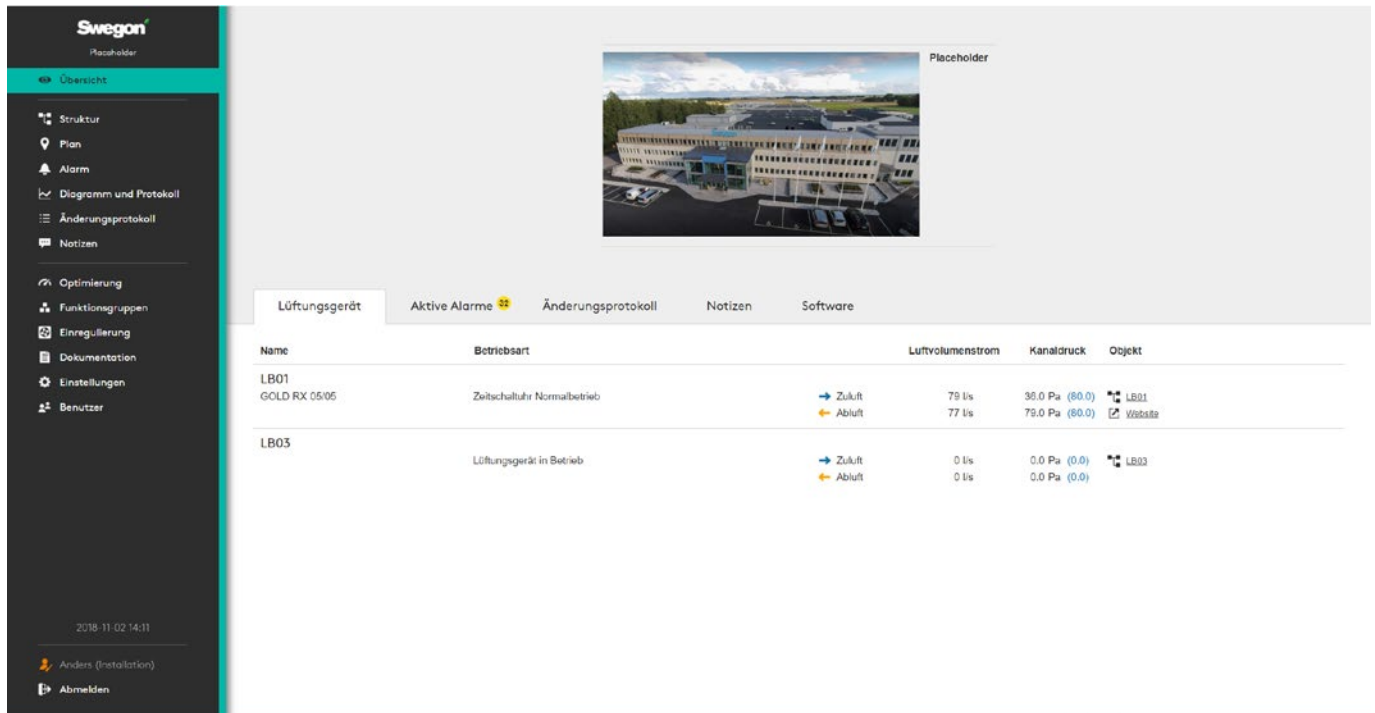 Swegon
Placeholder
Übersicht
Struktur
Plan
Alarm
Diagramm und Protokoll
Änderungsprotokoll
Notizen
Optimierung
Funktionsgruppen
Einregulierung
Dokumentation
Einstellungen
Benutzer
2018-11-02 14:11
Anders (Installation)
Abmelden
Placeholder
Swegon
Lüftungsgerät Aktive Alarme 32 Änderungsprotokoll Notizen Software
Name Betriebsart Luftvolumenstrom Kanaldruck Objekt
LB01
GOLD RX 05/05 Zeitschaltuhr Normalbetrieb Zuluft 79 l/s 36.0 Pa (80.0) LB01
Abluft 77 l/s 79.0 Pa (80.0) Website
LB03
Lüftungsgerät in Betrieb Zuluft 0 l/s 0.0 Pa (0.0) LB03
Abluft 0 l/s 0.0 Pa (0.0)